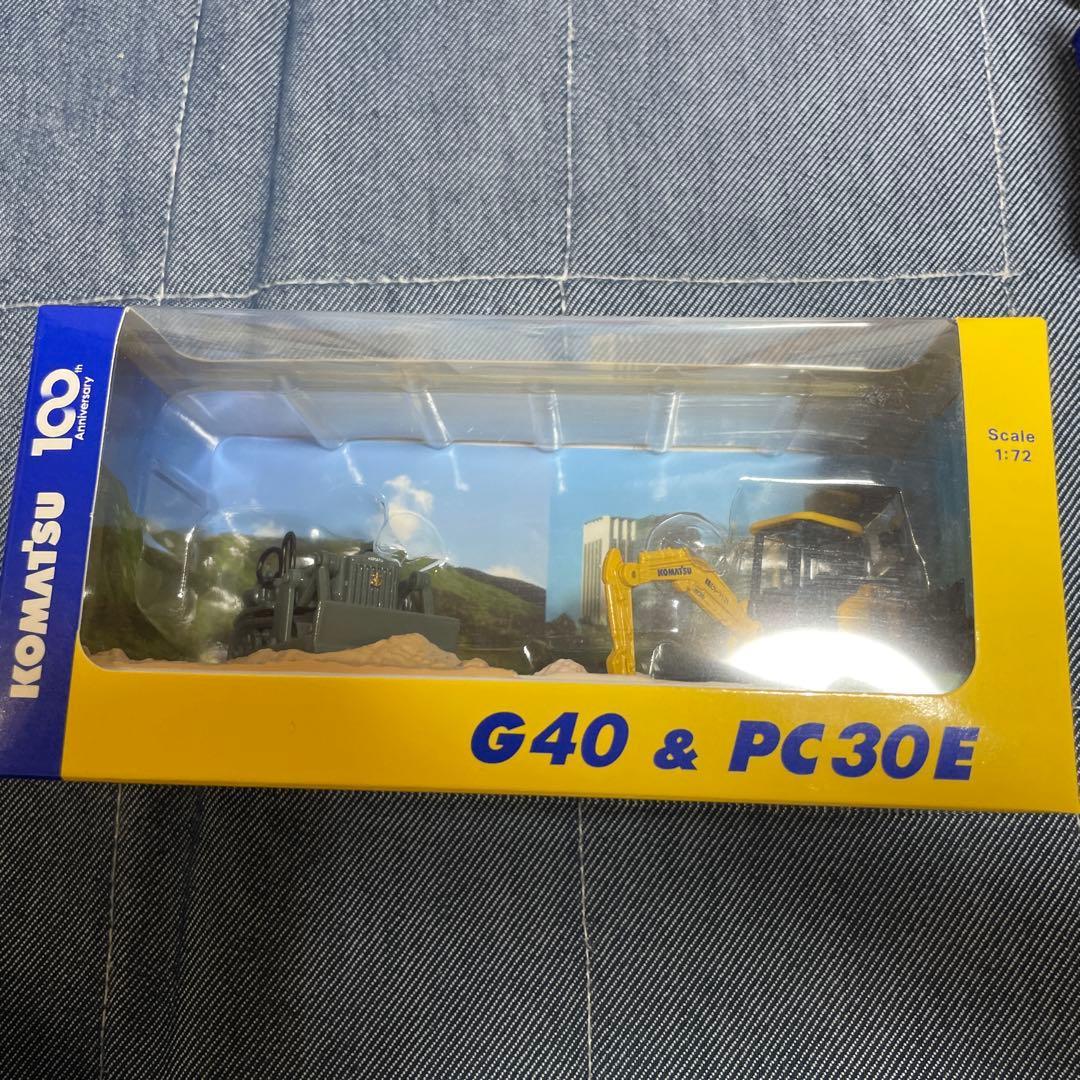 KOMATSU 100th
Anniversary
Scale
1:72
KOMATSU
G40 & PC30E